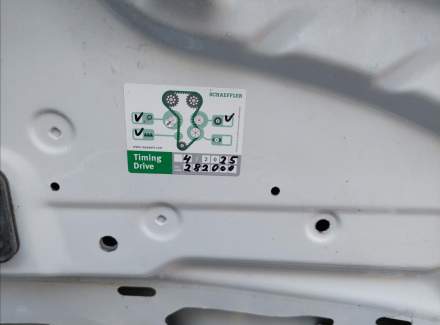 SCHAEFFLER
Timing 4 / 2025
Drive 282000